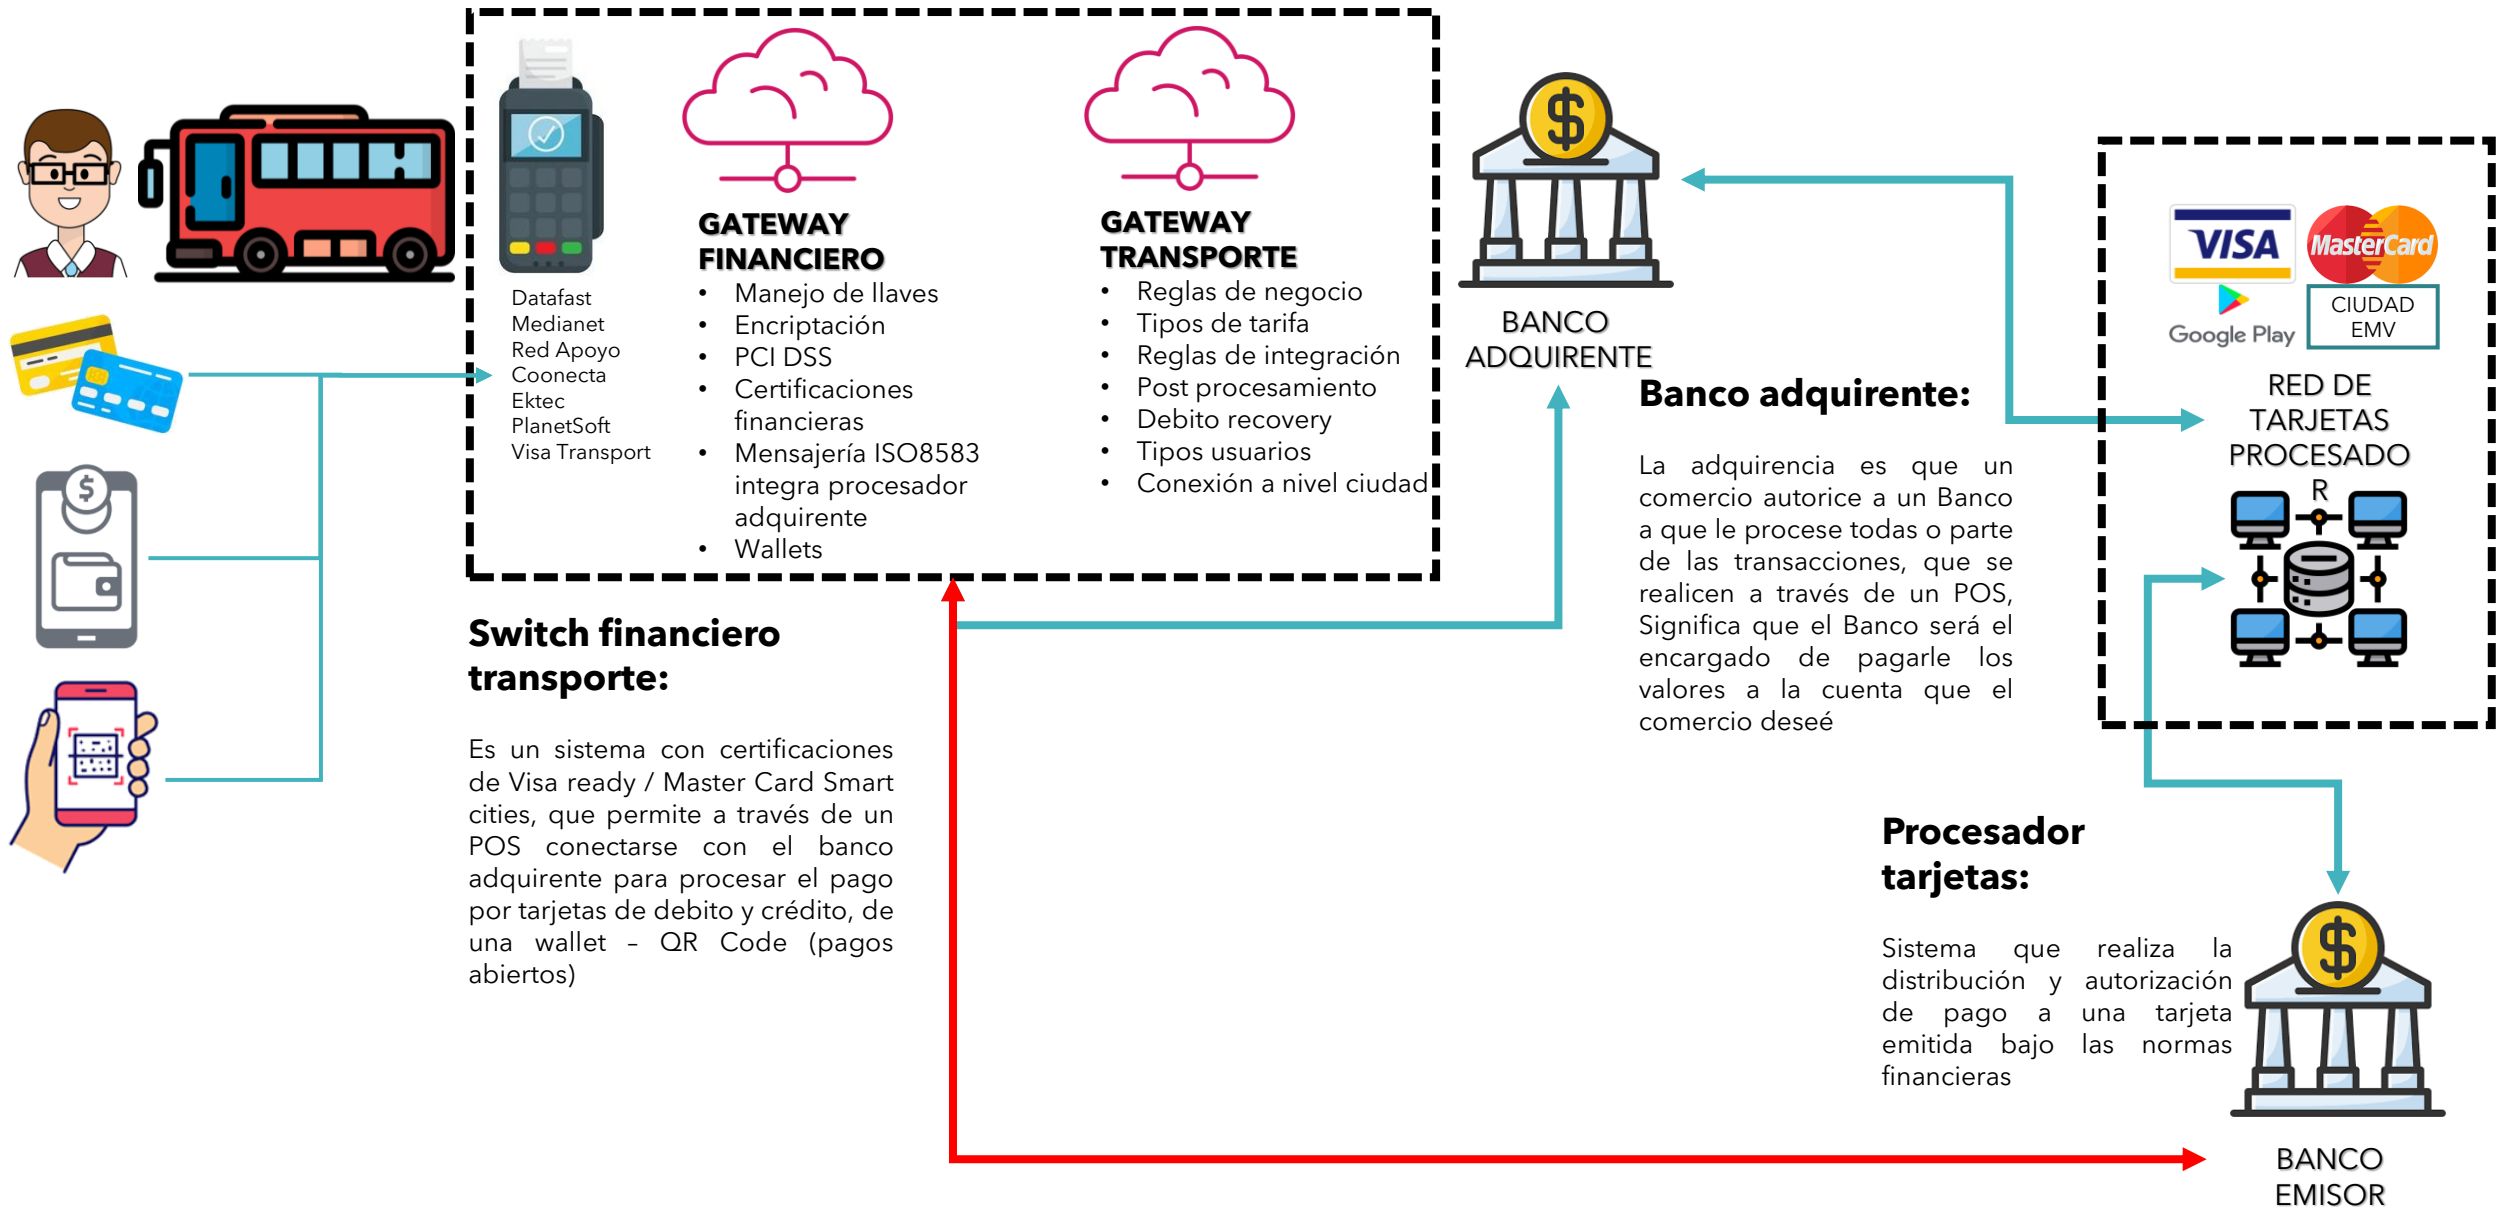 Datafast
Medianet
Red Apoyo
Coonecta
Ektec
PlanetSoft
Visa Transport
GATEWAY
FINANCIERO
• Manejo de llaves
• Encriptación
• PCI DSS
• Certificaciones
financieras
• Mensajería ISO8583
integra procesador
adquirente
• Wallets
GATEWAY
TRANSPORTE
• Reglas de negocio
• Tipos de tarifa
• Reglas de integración
• Post procesamiento
• Debito recovery
• Tipos usuarios
• Conexión a nivel ciudad
Switch financiero
transporte:
Es un sistema con certificaciones
de Visa ready / Master Card Smart
cities, que permite a través de un
POS conectarse con el banco
adquirente para procesar el pago
por tarjetas de debito y crédito, de
una wallet – QR Code (pagos
abiertos)
$
$
BANCO
ADQUIRENTE
Banco adquirente:
La adquirencia es que un
comercio autorice a un Banco
a que le procese todas o parte
de las transacciones, que se
realicen a través de un POS,
Significa que el Banco será el
encargado de pagarle los
valores a la cuenta que el
comercio deseé
VISA
MasterCard
Google Play
CIUDAD
EMV
RED DE
TARJETAS
PROCESADO
R
Procesador
tarjetas:
Sistema que realiza la
distribución y autorización
de pago a una tarjeta
emitida bajo las normas
financieras
$
BANCO
EMISOR